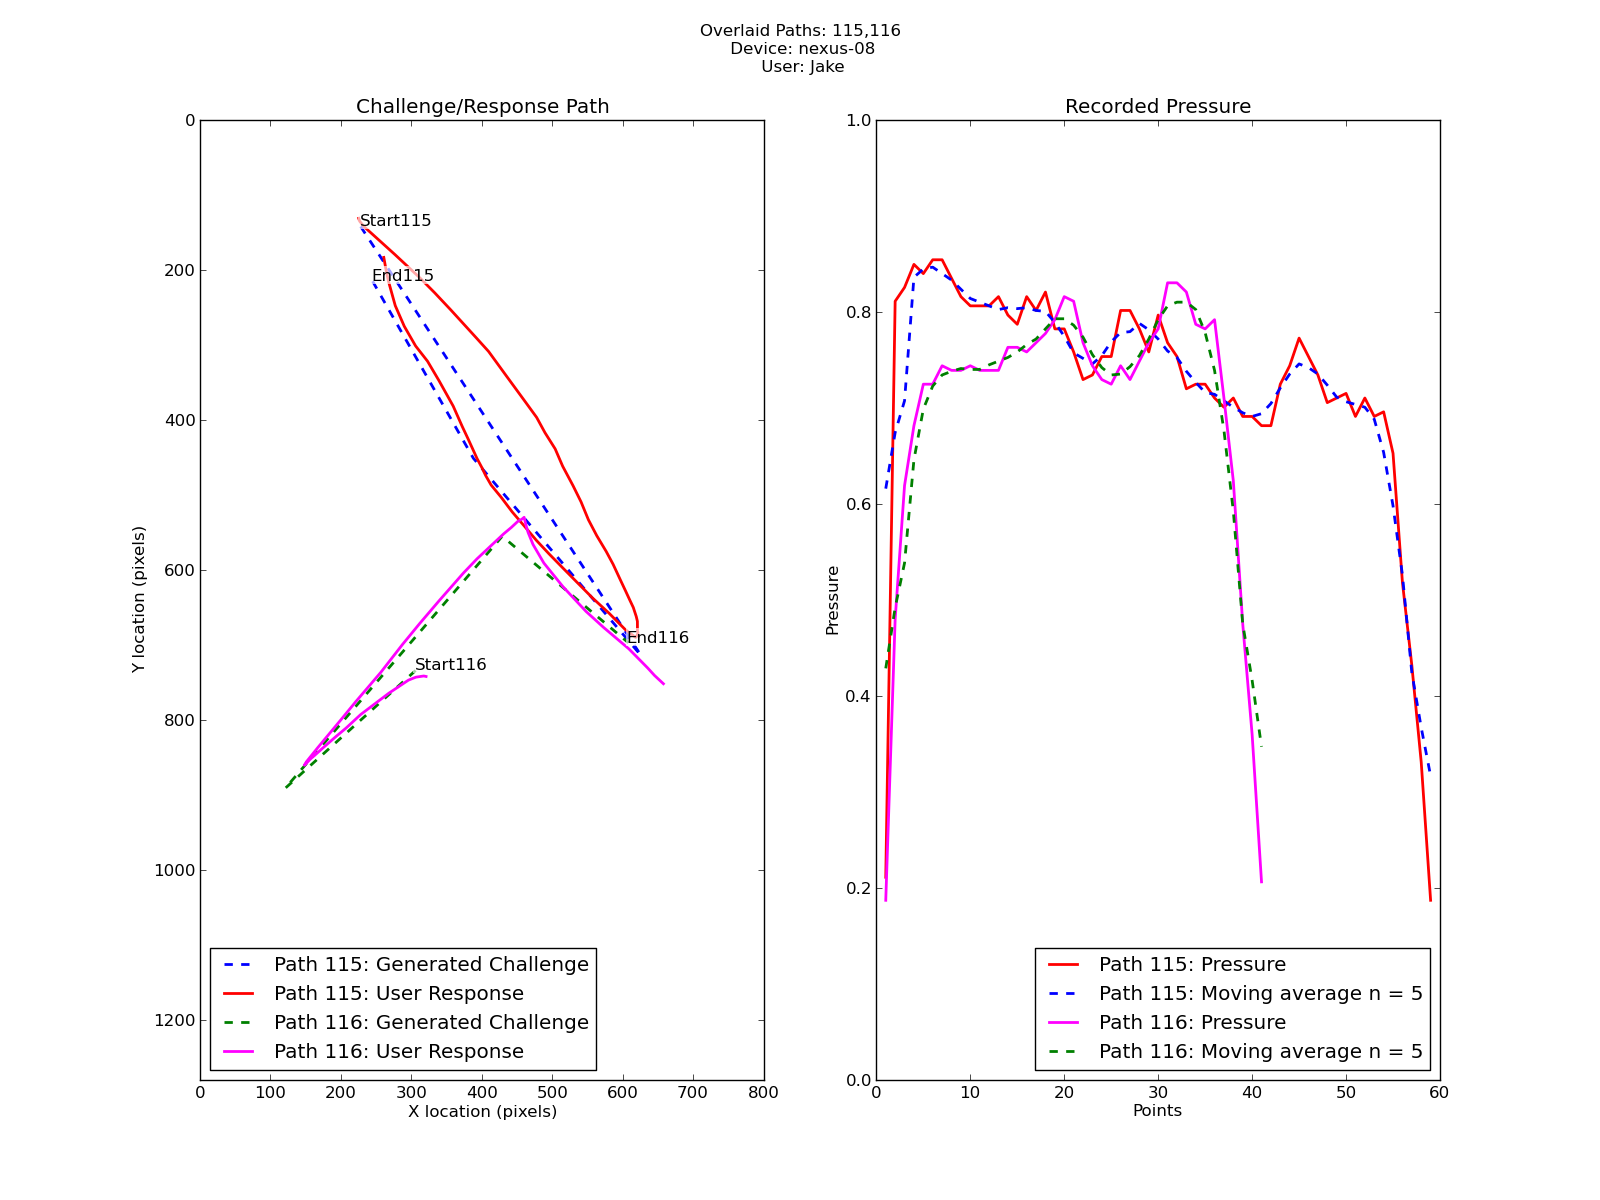 Overlaid Paths: 115,116
Device: nexus-08
User: Jake
Challenge/Response Path
0
200
400
600
800
1000
1200
Y location (pixels)
Start115
End115
End116
Start116
Path 115: Generated Challenge
Path 115: User Response
Path 116: Generated Challenge
Path 116: User Response
0 100 200 300 400 500 600 700 800
X location (pixels)
Recorded Pressure
1.0
0.8
0.6
0.4
0.2
0.0
Pressure
Path 115: Pressure
Path 115: Moving average n = 5
Path 116: Pressure
Path 116: Moving average n = 5
0 10 20 30 40 50 60
Points